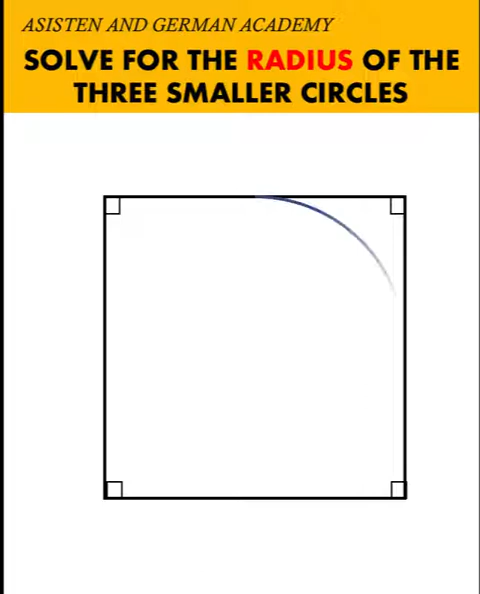 ASISTEN AND GERMAN ACADEMY
SOLVE FOR THE RADIUS OF THE
THREE SMALLER CIRCLES